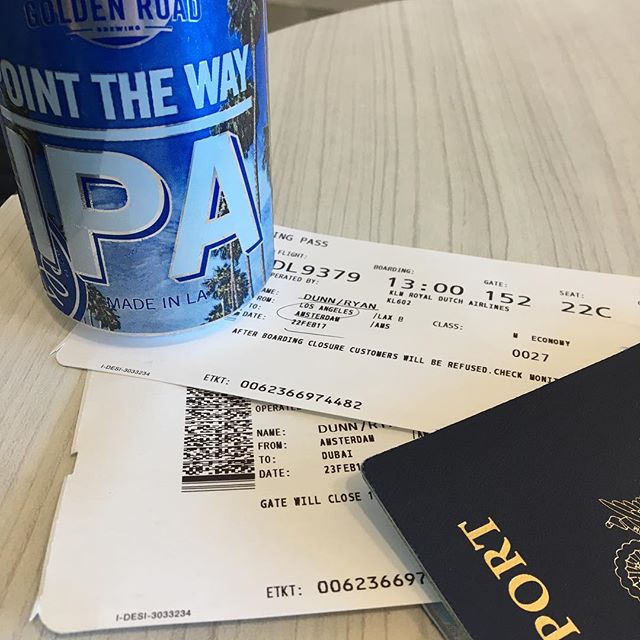 GOLDEN ROAD
BREWING
POINT THE WAY
IPA
MADE IN LA
ING PASS
FLIGHT: BOARDING: GATE: SEAT:
DL9379 13:00 152 22C
OPERATED BY: KLM ROYAL DUTCH AIRLINES
KL602
NAME: DUNN/RYAN
FROM: LOS ANGELES /LAX B CLASS: M ECONOMY
TO: AMSTERDAM /AMS
DATE: 22FEB17 0027
AFTER BOARDING CLOSURE CUSTOMERS WILL BE REFUSED.CHECK MONIT
I-DESI-3033234
ETKT: 0062366974482
OPERATED
NAME: DUNN/RY
FROM: AMSTERDAM
TO: DUBAI
DATE: 23FEB1
GATE WILL CLOSE 1
ETKT: 006236697
I-DESI-3033234
PORT